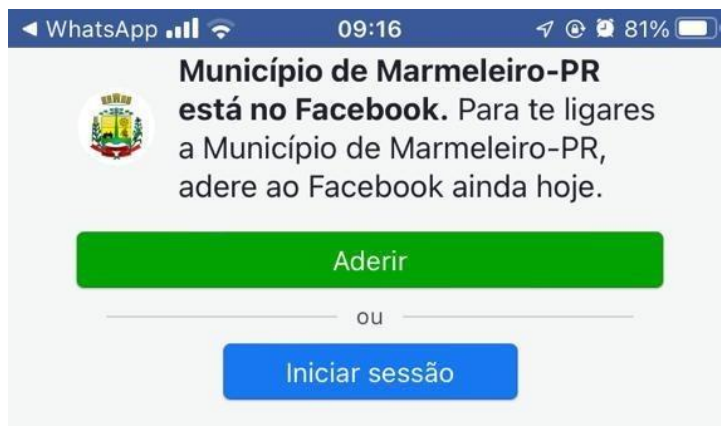 ◀ WhatsApp 09:16 81%
Município de Marmeleiro-PR
está no Facebook. Para te ligares
a Município de Marmeleiro-PR,
adere ao Facebook ainda hoje.
Aderir
ou
Iniciar sessão